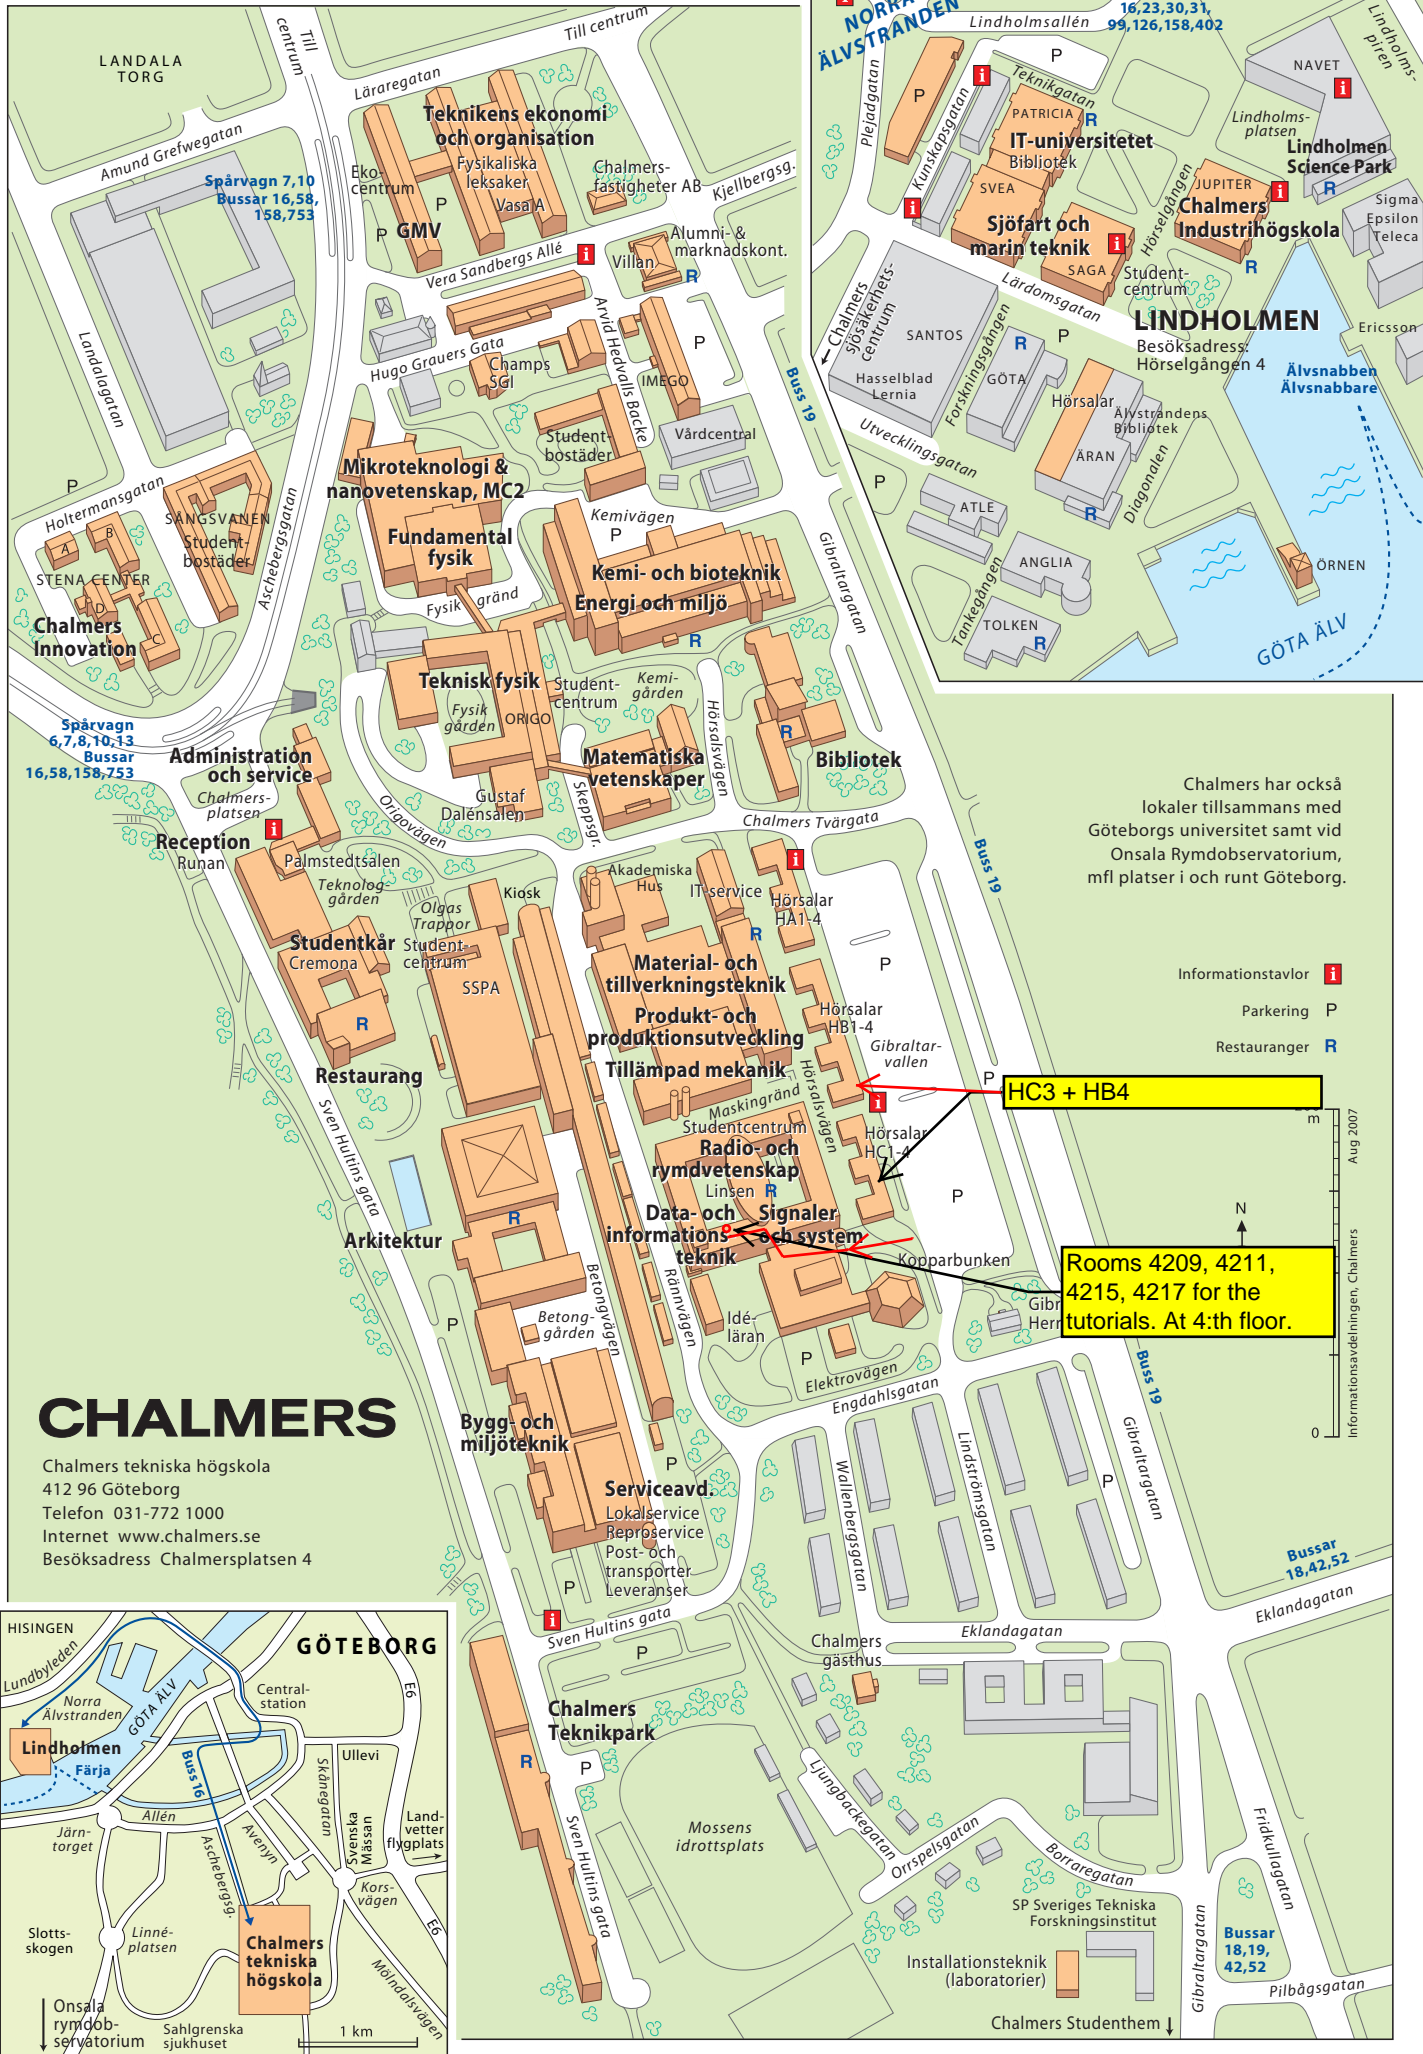 LANDALA
TORG
Till
centrum
Till centrum
Läraregatan
Amund Grefwegatan
Spårvagn 7,10
Bussar 16,58,
158,753
Teknikens ekonomi
och organisation
Eko-
centrum
Fysikaliska
leksaker
Vasa A
P
P
GMV
Chalmers-
fastigheter AB
Kjellbergsg.
Alumni- &
marknadskont.
Villan
R
i
Vera Sandbergs Allé
Landalagatan
Hugo Grauers Gata
Champs
SGI
Arvid Hedvalls Backe
P
IMEGO
Buss 19
Student-
bostäder
Vårdcentral
P
Holtermansgatan
SÅNGSVANEN
Student-
bostäder
Aschebergsgatan
Mikroteknologi &
nanovetenskap, MC2
Fundamental
fysik
Kemivägen
P
Gibraltargatan
A
B
STENA CENTER
D
C
Chalmers
Innovation
Kemi- och bioteknik
Energi och miljö
Fysik gränd
R
Teknisk fysik
Student-
centrum
Kemi-
gården
Fysik
gården
ORIGO
Hörsalsvägen
R
Spårvagn
6,7,8,10,13
Bussar
16,58,158,753
Administration
och service
Chalmers-
platsen
Matematiska
vetenskaper
Bibliotek
Gustaf
Dalénsalen
Skeppsgr.
Origovägen
Chalmers Tvärgata
Reception
Runan
i
Palmstedtsalen
Teknolog-
gården
Olgas
Trappor
Kiosk
Akademiska
Hus
IT-service
i
Hörsalar
HA1-4
Buss 19
Studentkår
Cremona
Student-
centrum
SSPA
R
R
Material- och
tillverkningsteknik
P
Produkt- och
produktionsutveckling
Hörsalar
HB1-4
Gibraltar-
vallen
Restaurang
Tillämpad mekanik
P
i
Maskingränd
Hörsalsvägen
Studentcentrum
Hörsalar
HC1-4
Radio- och
rymdvetenskap
Linsen R
P
Sven Hultins gata
R
Arkitektur
Data- och
informations
teknik
Signaler
och system
Kopparbunken
Gibr
Herr
Rännvägen
Betongvägen
Betong-
gården
Idé-
läran
P
P
Elektrovägen
Engdahlsgatan
Buss 19
Bygg- och
miljöteknik
P
Wallenbergsgatan
Lindströmsgatan
P
Gibraltargatan
Serviceavd.
Lokalservice
Reproservice
Post- och
transporter
Leveranser
P
i
Sven Hultins gata
P
Bussar
18,42,52
Eklandagatan
Eklandagatan
Chalmers
gästhus
Chalmers
Teknikpark
R
P
Sven Hultins gata
Mossens
idrottsplats
Ljungbackegatan
Orrspelsgatan
Borraregatan
Fridkullagatan
SP Sveriges Tekniska
Forskningsinstitut
Installationsteknik
(laboratorier)
Gibraltargatan
Bussar
18,19,
42,52
Pilbågsgatan
Chalmers Studenthem
CHALMERS
Chalmers tekniska högskola
412 96 Göteborg
Telefon 031-772 1000
Internet www.chalmers.se
Besöksadress Chalmersplatsen 4
HC3 + HB4
Rooms 4209, 4211,
4215, 4217 for the
tutorials. At 4:th floor.
Chalmers har också
lokaler tillsammans med
Göteborgs universitet samt vid
Onsala Rymdobservatorium,
mfl platser i och runt Göteborg.
Informationstavlor i
Parkering P
Restauranger R
m
N
0
Aug 2007
Informationsavdelningen, Chalmers
NORRA
ÄLVSTRANDEN
Lindholmsallén
16,23,30,31,
99,126,158,402
Lindholms-
piren
Plejadgatan
P
Kunskapsgatan
i
P
Teknikgatan
PATRICIA
R
IT-universitetet
Bibliotek
SVEA
i
Sjöfart och
marin teknik
i
SAGA
Student-
centrum
Hörselgången
NAVET
i
Lindholms-
platsen
Lindholmen
Science Park
R
JUPITER
i
Chalmers
Industrihögskola
R
Sigma
Epsilon
Teleca
Ericsson
Lärdomsgatan
P
LINDHOLMEN
Besöksadress:
Hörselgången 4
Chalmers
sjösäkerhets-
centrum
SANTOS
Hasselblad
Lernia
Forskningsgången
R
GÖTA
Hörsalar
Älvstrandens
Bibliotek
ÄRAN
R
Diagonalen
Utvecklingsgatan
P
ATLE
ANGLIA
Tankegången
TOLKEN
R
Älvsnabben
Älvsnabbare
ÖRNEN
GÖTA ÄLV
HISINGEN
Lundbyleden
GÖTEBORG
Norra
Älvstranden
GÖTA ÄLV
Central-
station
E6
Lindholmen
Färja
Buss 16
Ullevi
Skånegatan
Allén
Järn-
torget
Aschebergsg.
Avenyn
Svenska
Mässan
Land-
vetter
flygplats
Kors-
vägen
E6
Slotts-
skogen
Linné-
platsen
Chalmers
tekniska
högskola
Mölndalsvägen
Onsala
rymdob-
servatorium
Sahlgrenska
sjukhuset
1 km